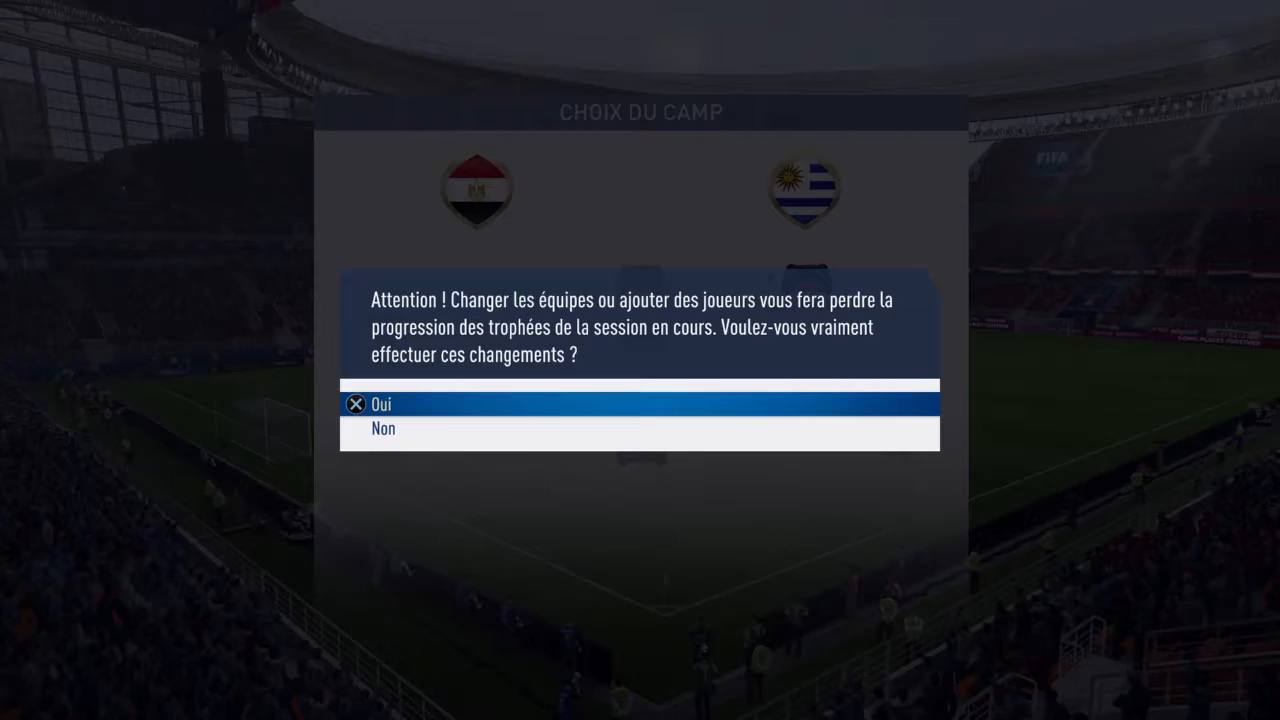 CHOIX DU CAMP
FIFA
Attention ! Changer les équipes ou ajouter des joueurs vous fera perdre la
progression des trophées de la session en cours. Voulez-vous vraiment
effectuer ces changements ?
Oui
Non